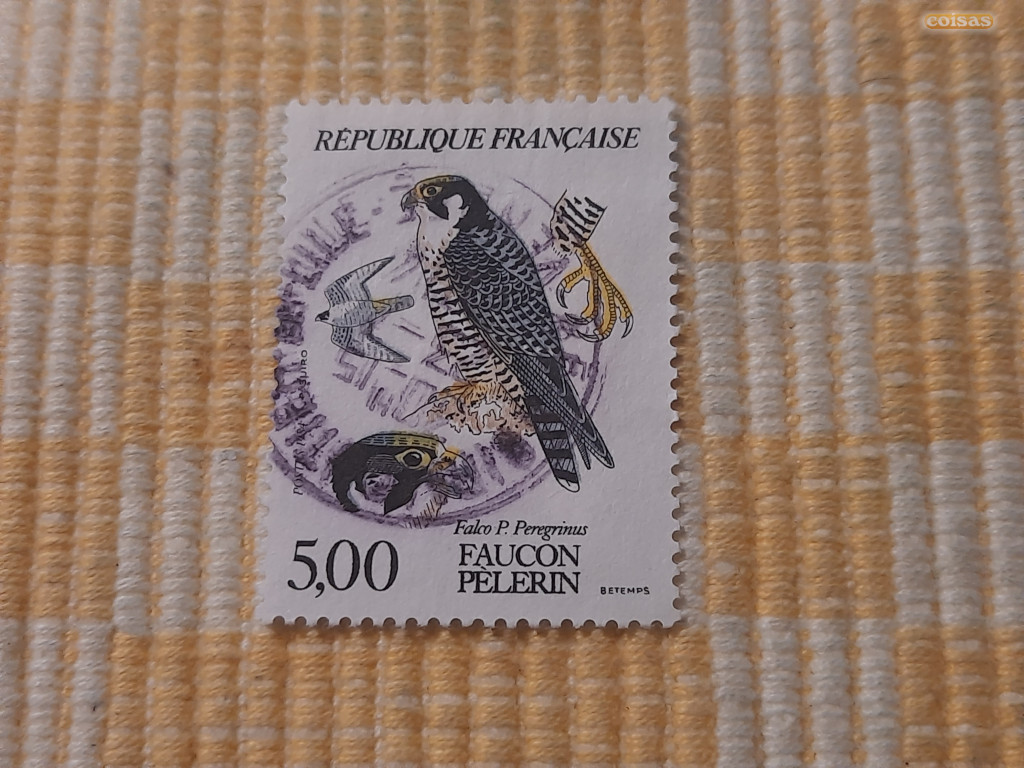 coisas
RÉPUBLIQUE FRANÇAISE
5,00
Falco P. Peregrinus
FAUCON
PÈLERIN
BETEMPS